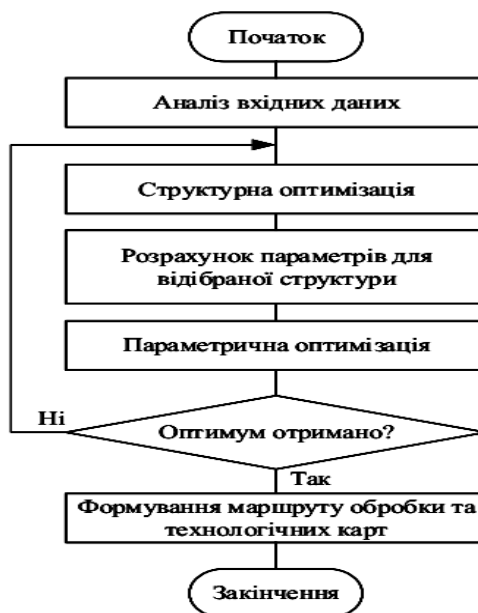 Початок
Аналіз вхідних даних
Структурна оптимізація
Розрахунок параметрів для
відібраної структури
Параметрична оптимізація
Ні
Оптимум отримано?
Так
Формування маршруту обробки та
технологічних карт
Закінчення